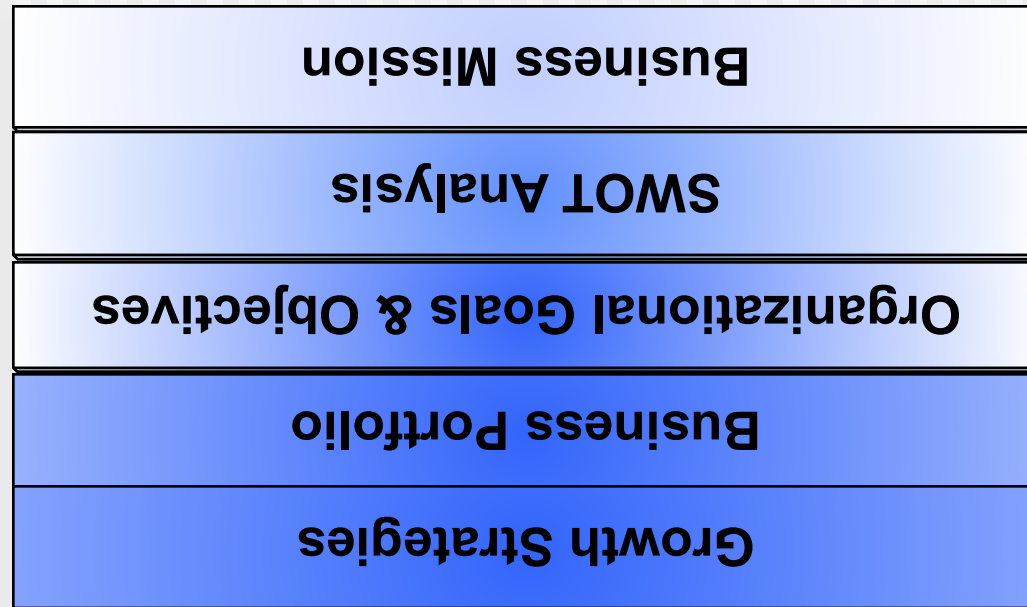 Growth Strategies
Business Portfolio
Organizational Goals & Objectives
SWOT Analysis
Business Mission